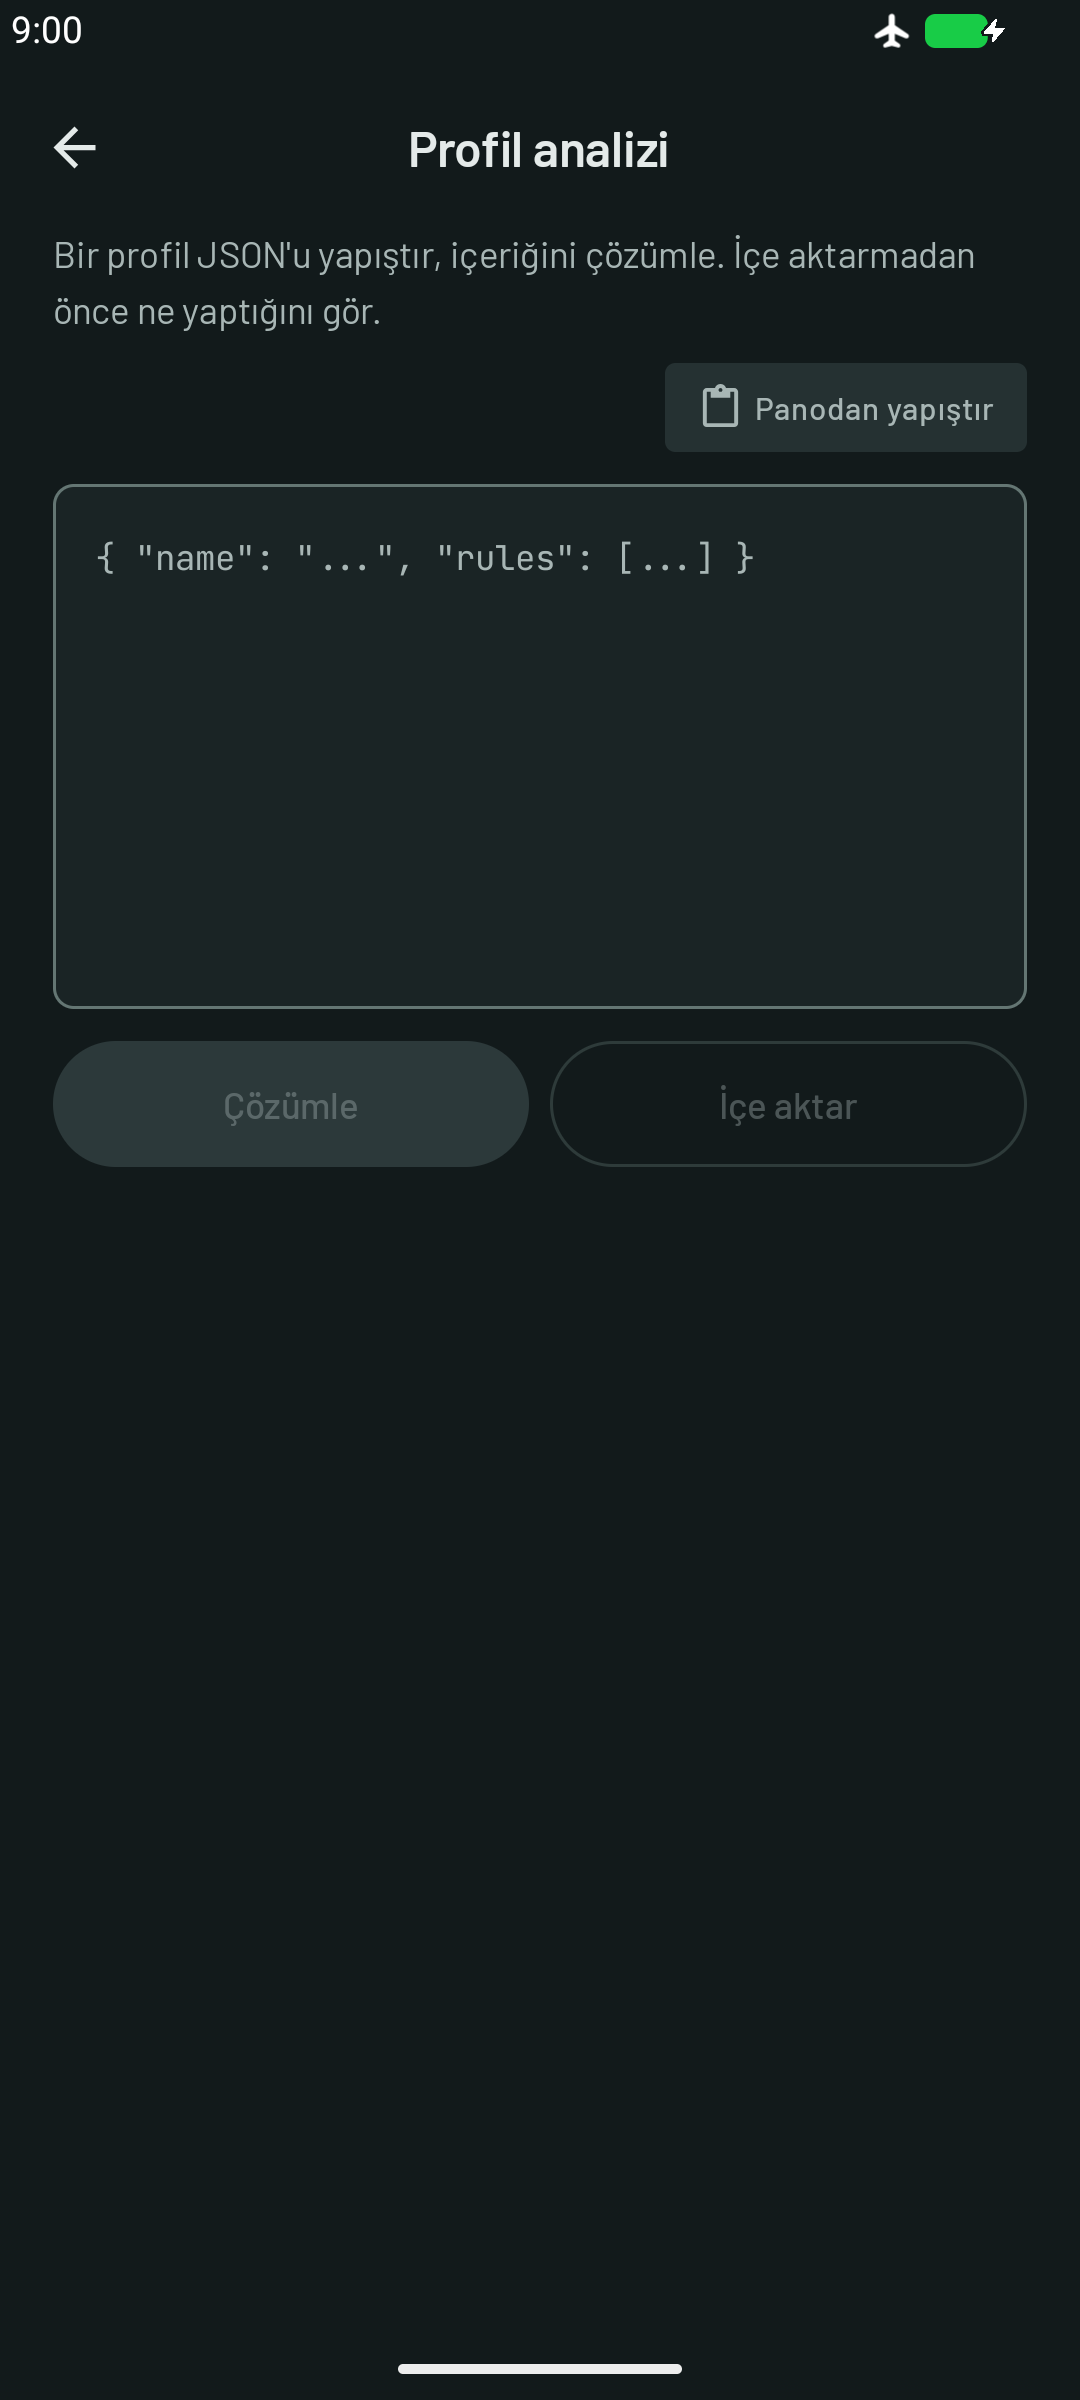 9:00
Profil analizi
Bir profil JSON'u yapıştır, içeriğini çözümle. İçe aktarmadan
önce ne yaptığını gör.
Panodan yapıştır
{ "name": "...", "rules": [...] }
Çözümle
İçe aktar